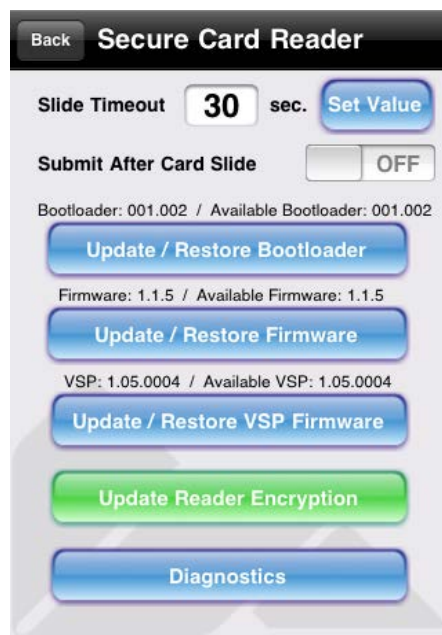 Back Secure Card Reader
Slide Timeout 30 sec. Set Value
Submit After Card Slide OFF
Bootloader: 001.002 / Available Bootloader: 001.002
Update / Restore Bootloader
Firmware: 1.1.5 / Available Firmware: 1.1.5
Update / Restore Firmware
VSP: 1.05.0004 / Available VSP: 1.05.0004
Update / Restore VSP Firmware
Update Reader Encryption
Diagnostics